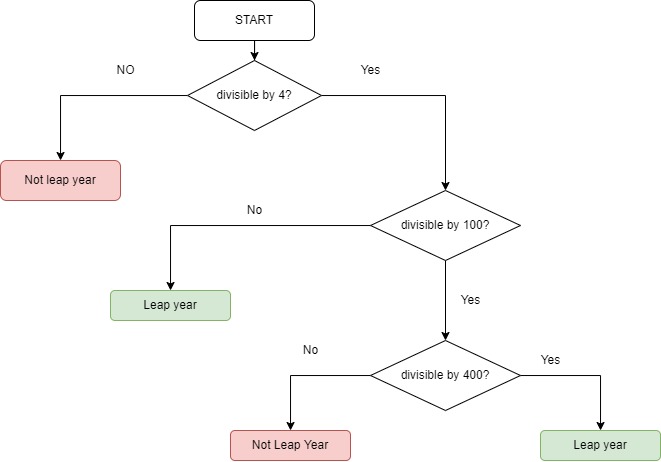 START
NO
Yes
divisible by 4?
Not leap year
No
divisible by 100?
Leap year
Yes
No
Yes
divisible by 400?
Not Leap Year
Leap year